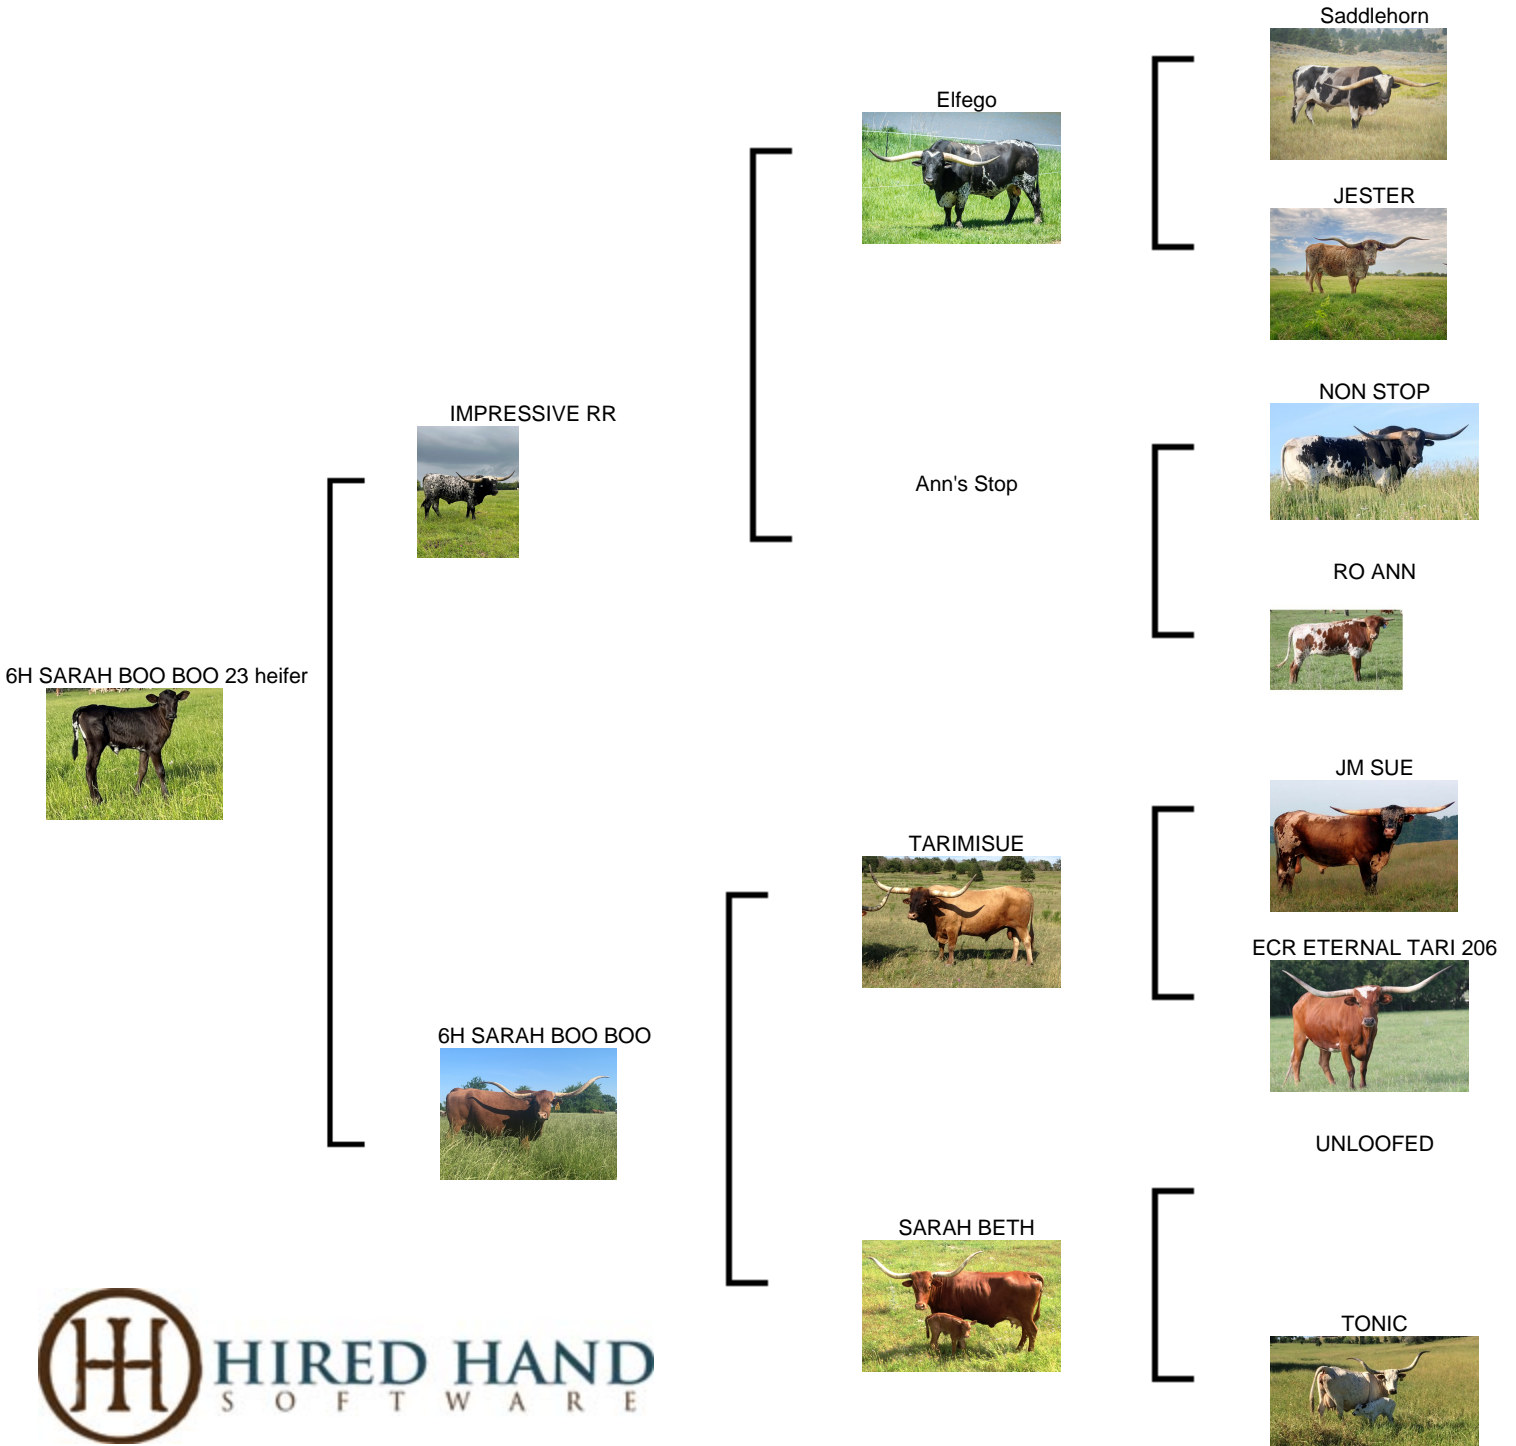 Saddlehorn
Elfego
JESTER
NON STOP
IMPRESSIVE RR
Ann's Stop
RO ANN
6H SARAH BOO BOO 23 heifer
JM SUE
TARIMISUE
ECR ETERNAL TARI 206
6H SARAH BOO BOO
UNLOOFED
SARAH BETH
TONIC
HIRED HAND
SOFTWARE